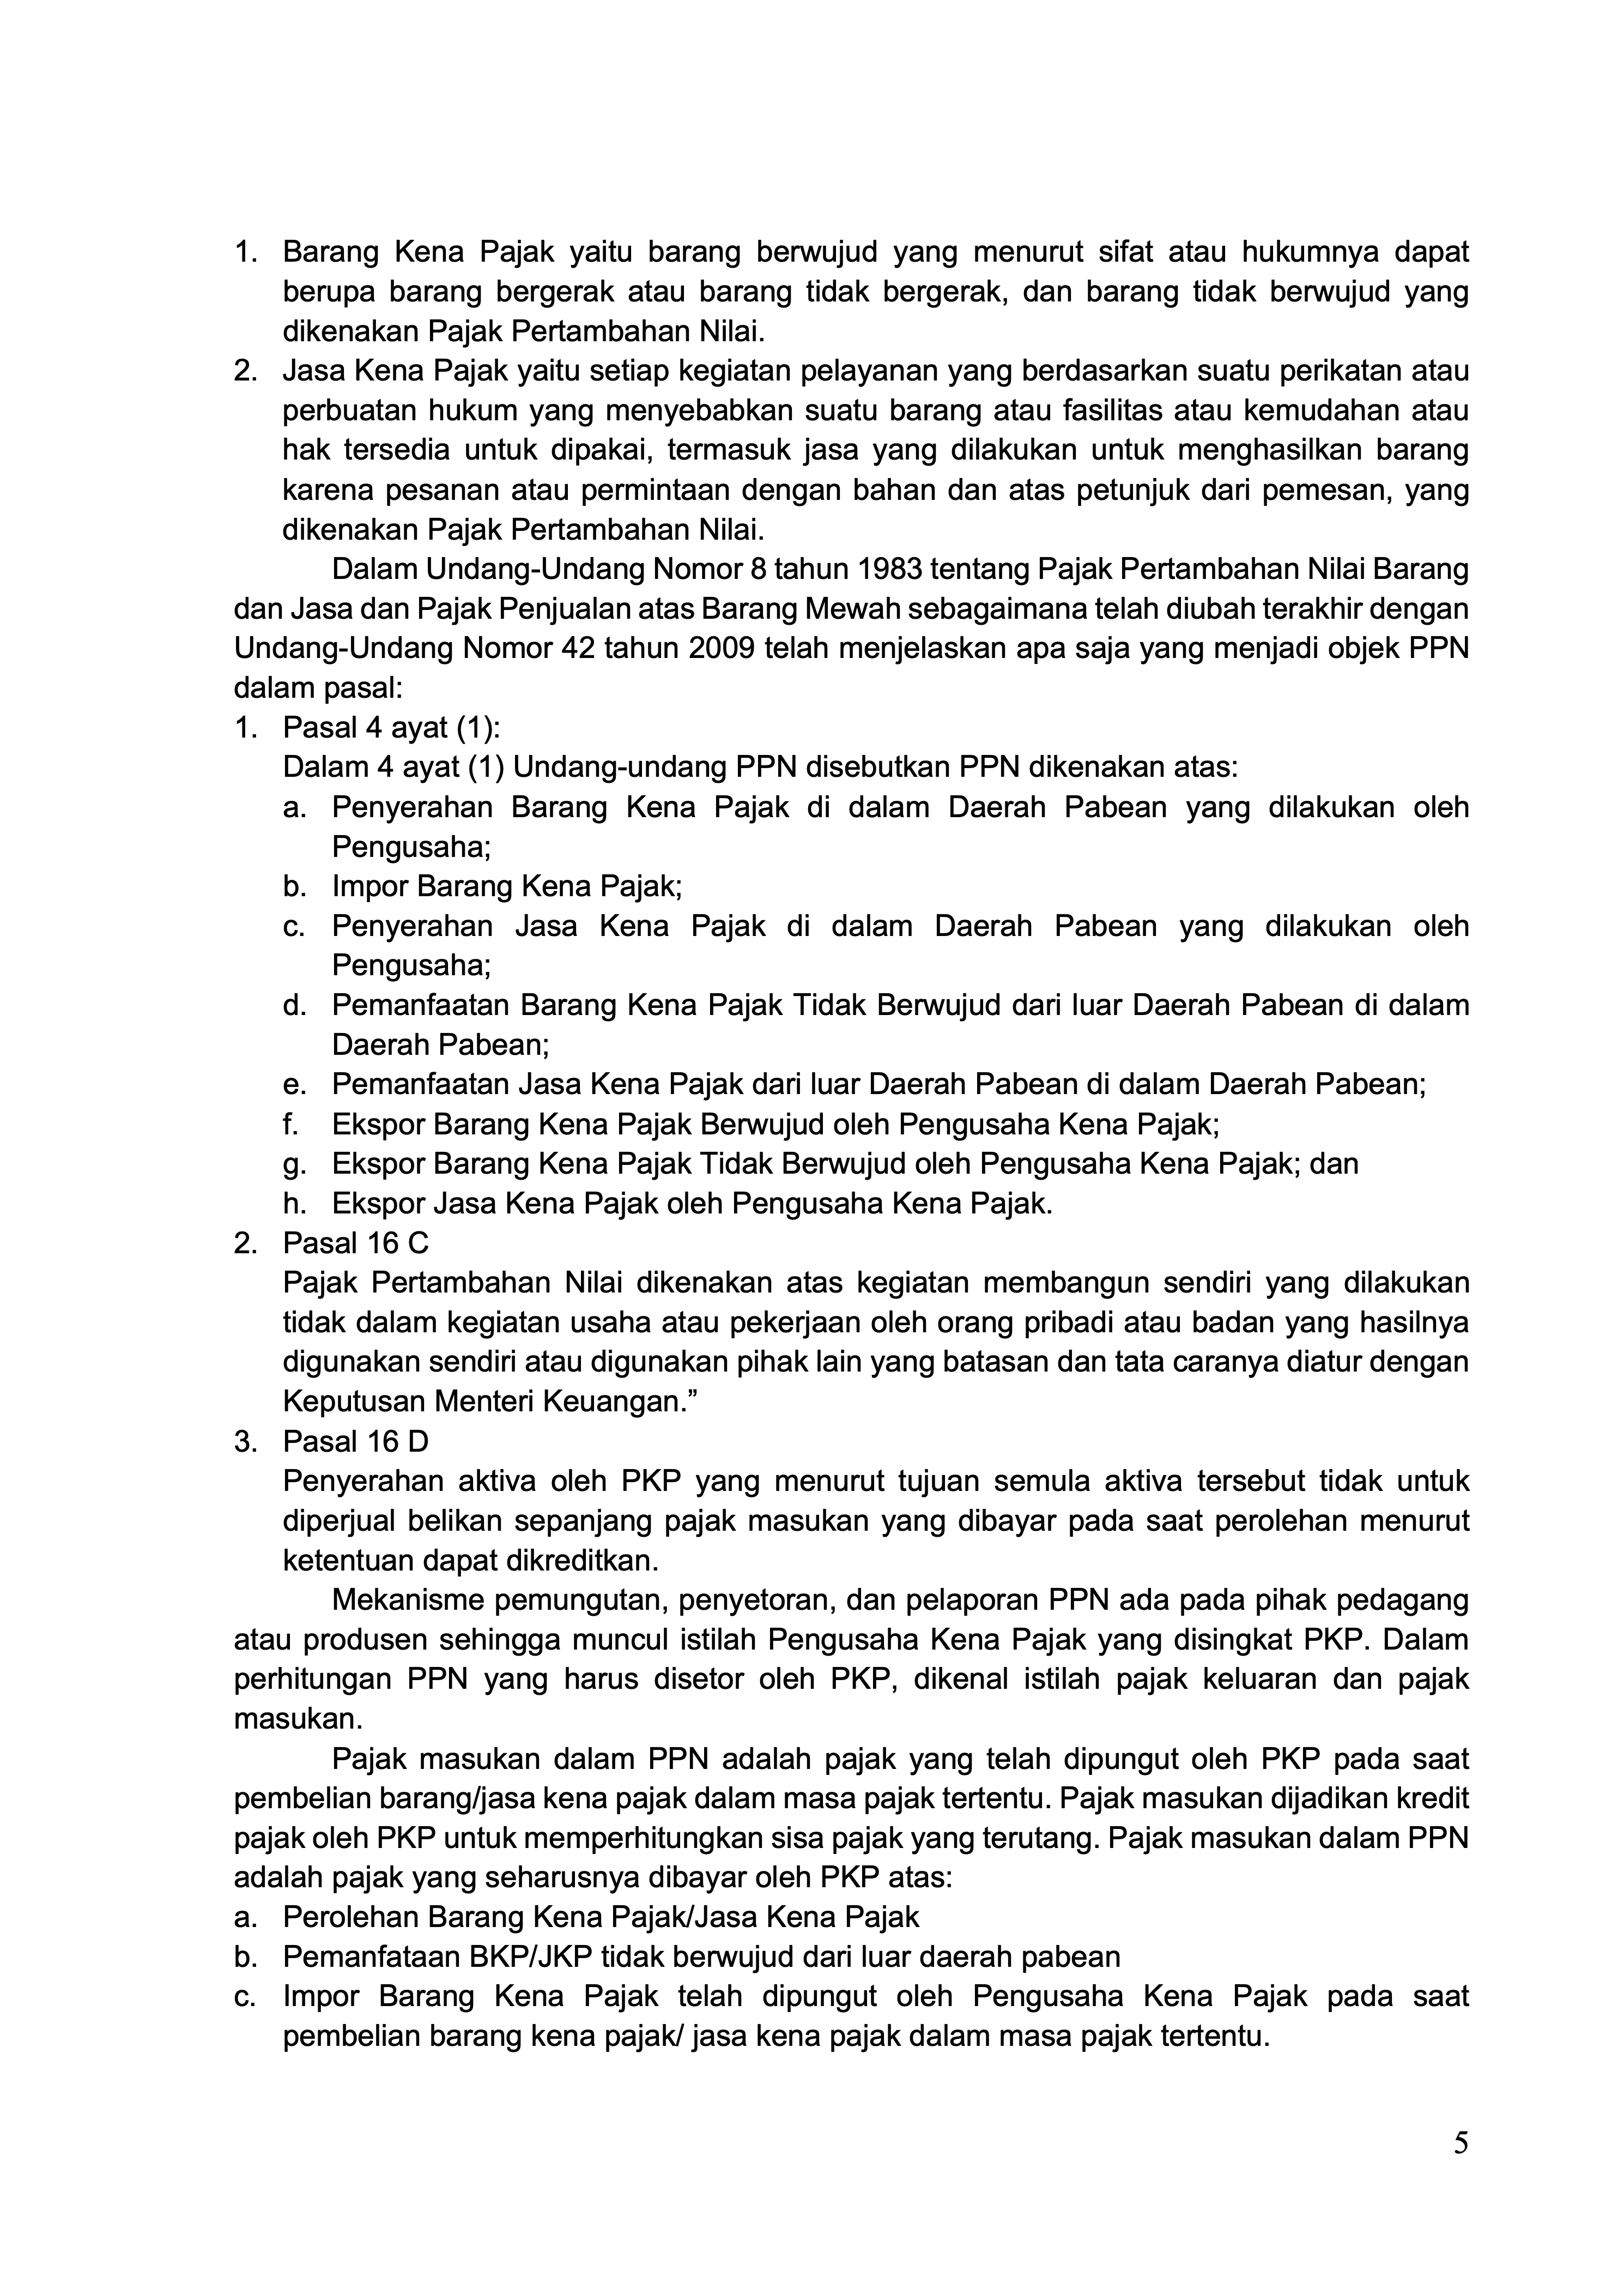 1. Barang Kena Pajak yaitu barang berwujud yang menurut sifat atau hukumnya dapat
berupa barang bergerak atau barang tidak bergerak, dan barang tidak berwujud yang
dikenakan Pajak Pertambahan Nilai.
2. Jasa Kena Pajak yaitu setiap kegiatan pelayanan yang berdasarkan suatu perikatan atau
perbuatan hukum yang menyebabkan suatu barang atau fasilitas atau kemudahan atau
hak tersedia untuk dipakai, termasuk jasa yang dilakukan untuk menghasilkan barang
karena pesanan atau permintaan dengan bahan dan atas petunjuk dari pemesan, yang
dikenakan Pajak Pertambahan Nilai.
Dalam Undang-Undang Nomor 8 tahun 1983 tentang Pajak Pertambahan Nilai Barang
dan Jasa dan Pajak Penjualan atas Barang Mewah sebagaimana telah diubah terakhir dengan
Undang-Undang Nomor 42 tahun 2009 telah menjelaskan apa saja yang menjadi objek PPN
dalam pasal:
1. Pasal 4 ayat (1):
Dalam 4 ayat (1) Undang-undang PPN disebutkan PPN dikenakan atas:
a. Penyerahan Barang Kena Pajak di dalam Daerah Pabean yang dilakukan oleh
Pengusaha;
b. Impor Barang Kena Pajak;
c. Penyerahan Jasa Kena Pajak di dalam Daerah Pabean yang dilakukan oleh
Pengusaha;
d. Pemanfaatan Barang Kena Pajak Tidak Berwujud dari luar Daerah Pabean di dalam
Daerah Pabean;
e. Pemanfaatan Jasa Kena Pajak dari luar Daerah Pabean di dalam Daerah Pabean;
f. Ekspor Barang Kena Pajak Berwujud oleh Pengusaha Kena Pajak;
g. Ekspor Barang Kena Pajak Tidak Berwujud oleh Pengusaha Kena Pajak; dan
h. Ekspor Jasa Kena Pajak oleh Pengusaha Kena Pajak.
2. Pasal 16 C
Pajak Pertambahan Nilai dikenakan atas kegiatan membangun sendiri yang dilakukan
tidak dalam kegiatan usaha atau pekerjaan oleh orang pribadi atau badan yang hasilnya
digunakan sendiri atau digunakan pihak lain yang batasan dan tata caranya diatur dengan
Keputusan Menteri Keuangan.”
3. Pasal 16 D
Penyerahan aktiva oleh PKP yang menurut tujuan semula aktiva tersebut tidak untuk
diperjual belikan sepanjang pajak masukan yang dibayar pada saat perolehan menurut
ketentuan dapat dikreditkan.
Mekanisme pemungutan, penyetoran, dan pelaporan PPN ada pada pihak pedagang
atau produsen sehingga muncul istilah Pengusaha Kena Pajak yang disingkat PKP. Dalam
perhitungan PPN yang harus disetor oleh PKP, dikenal istilah pajak keluaran dan pajak
masukan.
Pajak masukan dalam PPN adalah pajak yang telah dipungut oleh PKP pada saat
pembelian barang/jasa kena pajak dalam masa pajak tertentu. Pajak masukan dijadikan kredit
pajak oleh PKP untuk memperhitungkan sisa pajak yang terutang. Pajak masukan dalam PPN
adalah pajak yang seharusnya dibayar oleh PKP atas:
a. Perolehan Barang Kena Pajak/Jasa Kena Pajak
b. Pemanfataan BKP/JKP tidak berwujud dari luar daerah pabean
c. Impor Barang Kena Pajak telah dipungut oleh Pengusaha Kena Pajak pada saat
pembelian barang kena pajak/ jasa kena pajak dalam masa pajak tertentu.
5